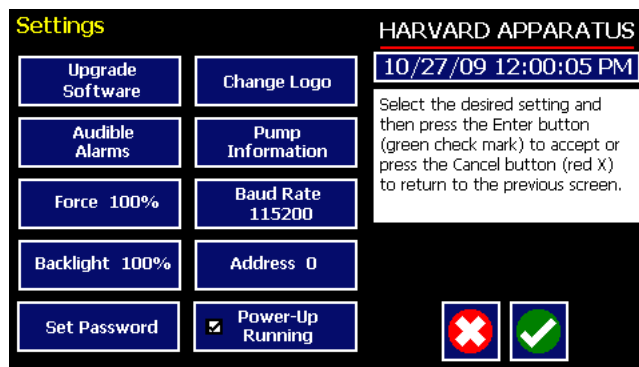 Settings
Upgrade
Software
Change Logo
Audible
Alarms
Pump
Information
Force 100%
Baud Rate
115200
Backlight 100%
Address 0
Set Password
Power-Up
Running
HARVARD APPARATUS
10/27/09 12:00:05 PM
Select the desired setting and
then press the Enter button
(green check mark) to accept or
press the Cancel button (red X)
to return to the previous screen.